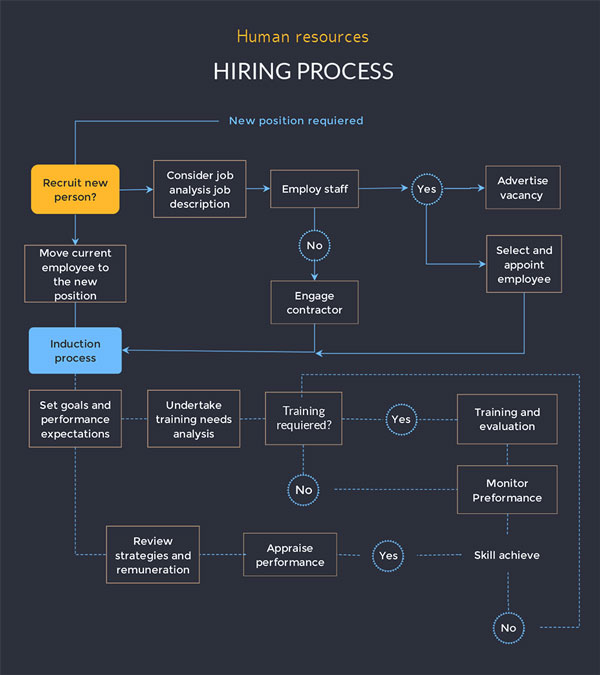 Human resources
HIRING PROCESS
New position requiered
Recruit new
person?
Consider job
analysis job
description
Employ staff
Yes
Advertise
vacancy
No
Move current
employee to
the new
position
Select and
appoint
employee
Engage
contractor
Induction
process
Set goals and
performance
expectations
Undertake
training needs
analysis
Training
requiered?
Yes
Training and
evaluation
No
Monitor
Preformance
Review
strategies and
remuneration
Appraise
performance
Yes
Skill achieve
No